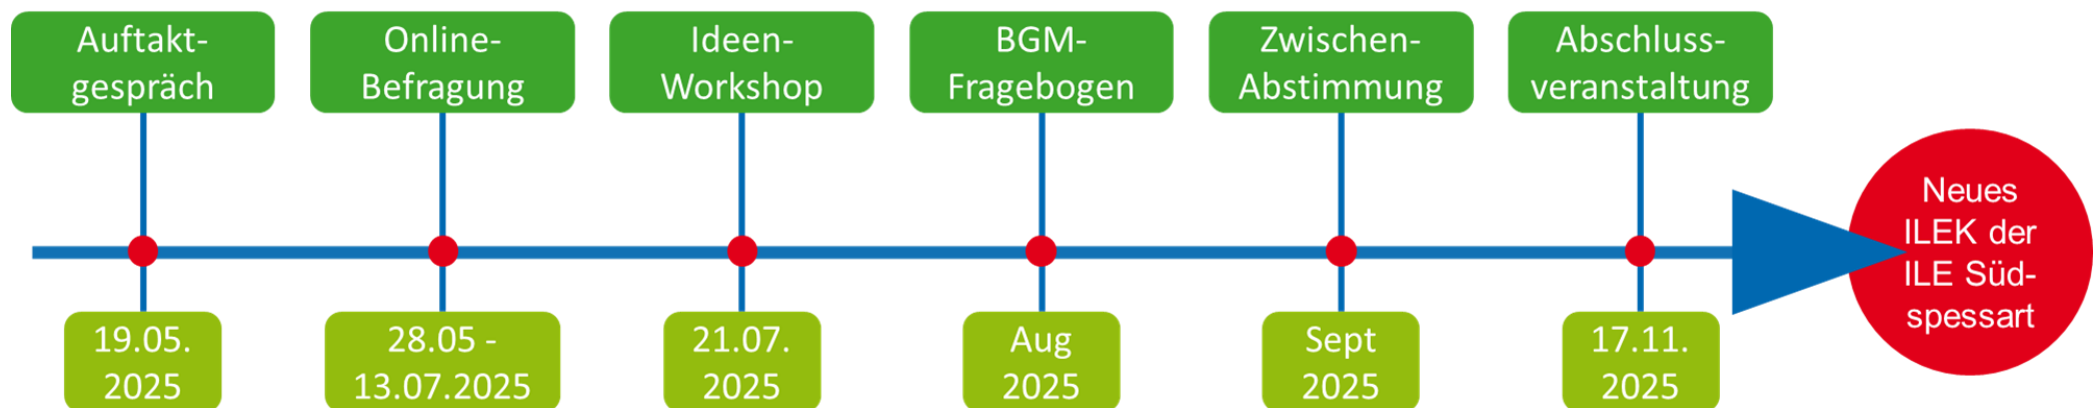 Auftakt-
gespräch
Online-
Befragung
Ideen-
Workshop
BGM-
Fragebogen
Zwischen-
Abstimmung
Abschluss-
veranstaltung
Neues
ILEK der
ILE Süd-
spessart
19.05.
2025
28.05 -
13.07.2025
21.07.
2025
Aug
2025
Sept
2025
17.11.
2025